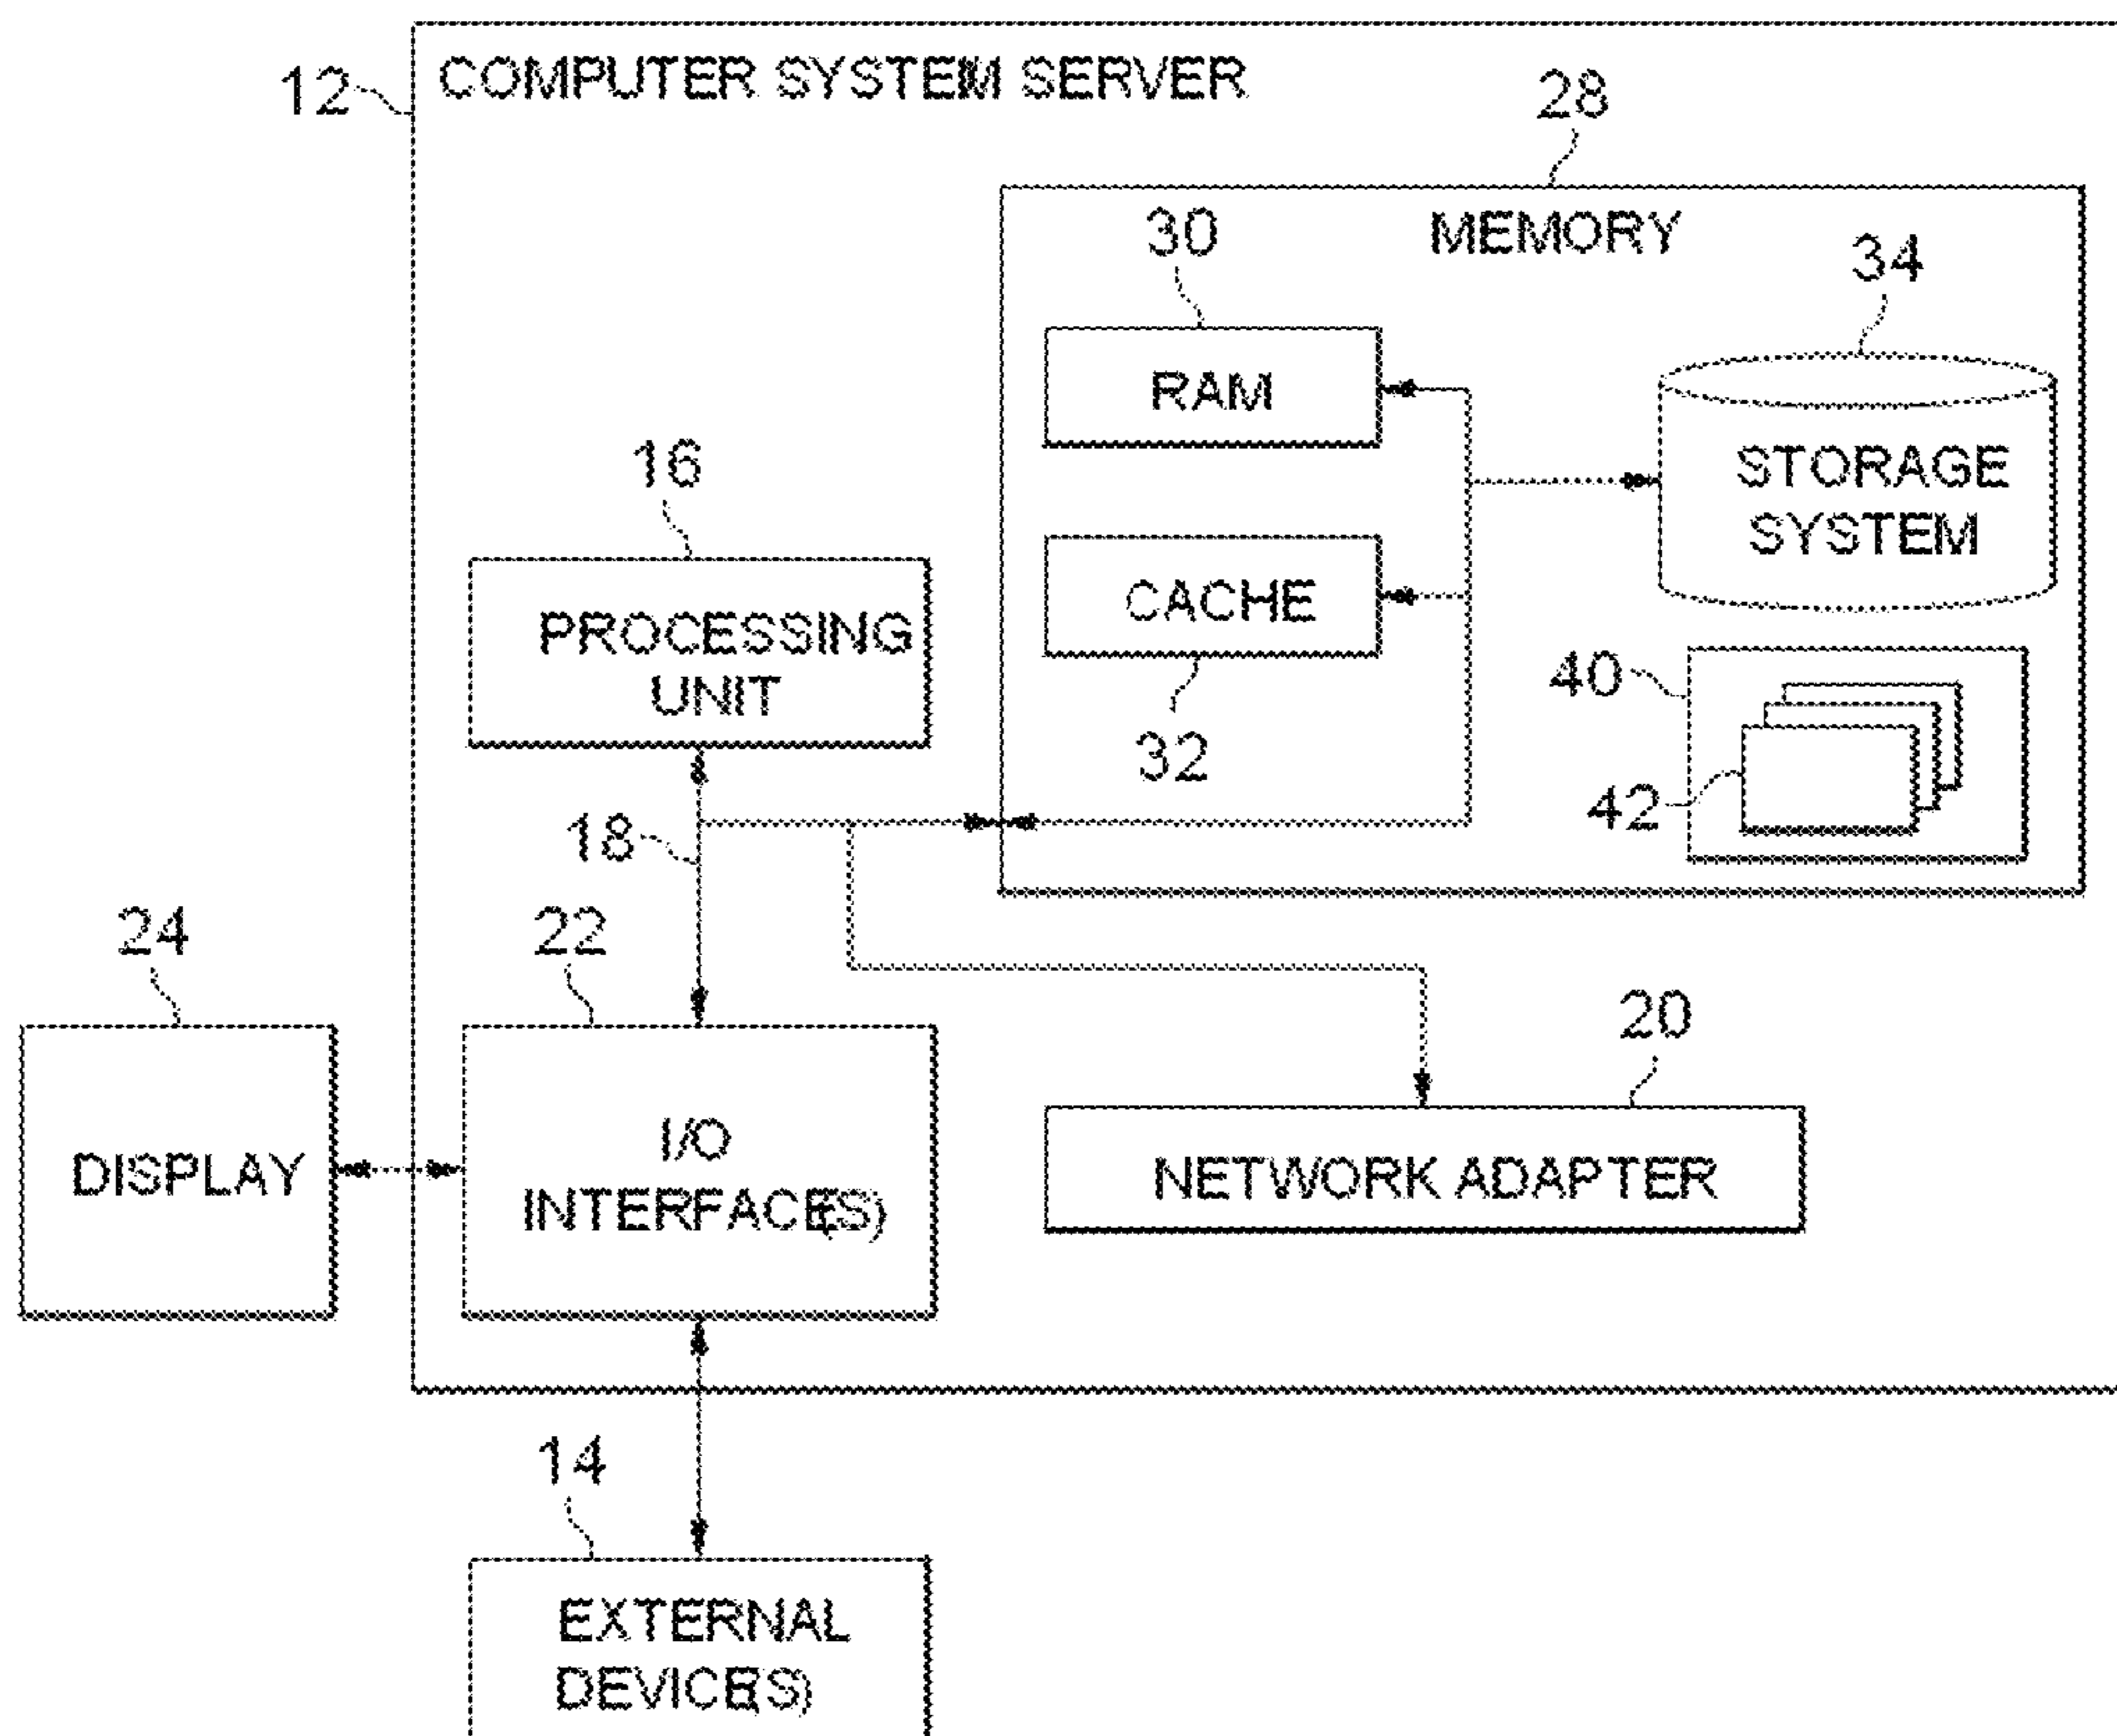 12
COMPUTER SYSTEM SERVER
28
MEMORY
30
34
RAM
STORAGE
SYSTEM
16
CACHE
PROCESSING
UNIT
32
40
42
18
24
22
20
DISPLAY
I/O
INTERFACE(S)
NETWORK ADAPTER
14
EXTERNAL
DEVICE(S)